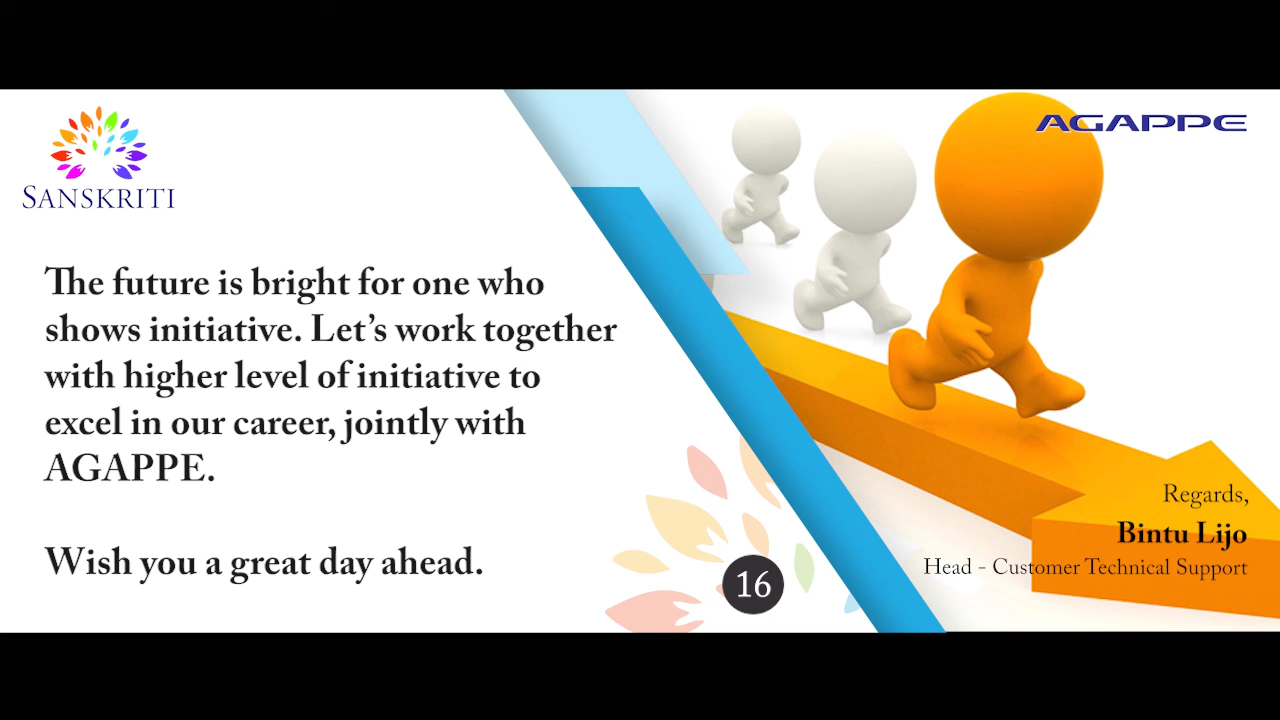 SANSKRITI
AGAPPE
The future is bright for one who
shows initiative. Let’s work together
with higher level of initiative to
excel in our career, jointly with
AGAPPE.
Wish you a great day ahead.
16
Regards,
Bintu Lijo
Head - Customer Technical Support